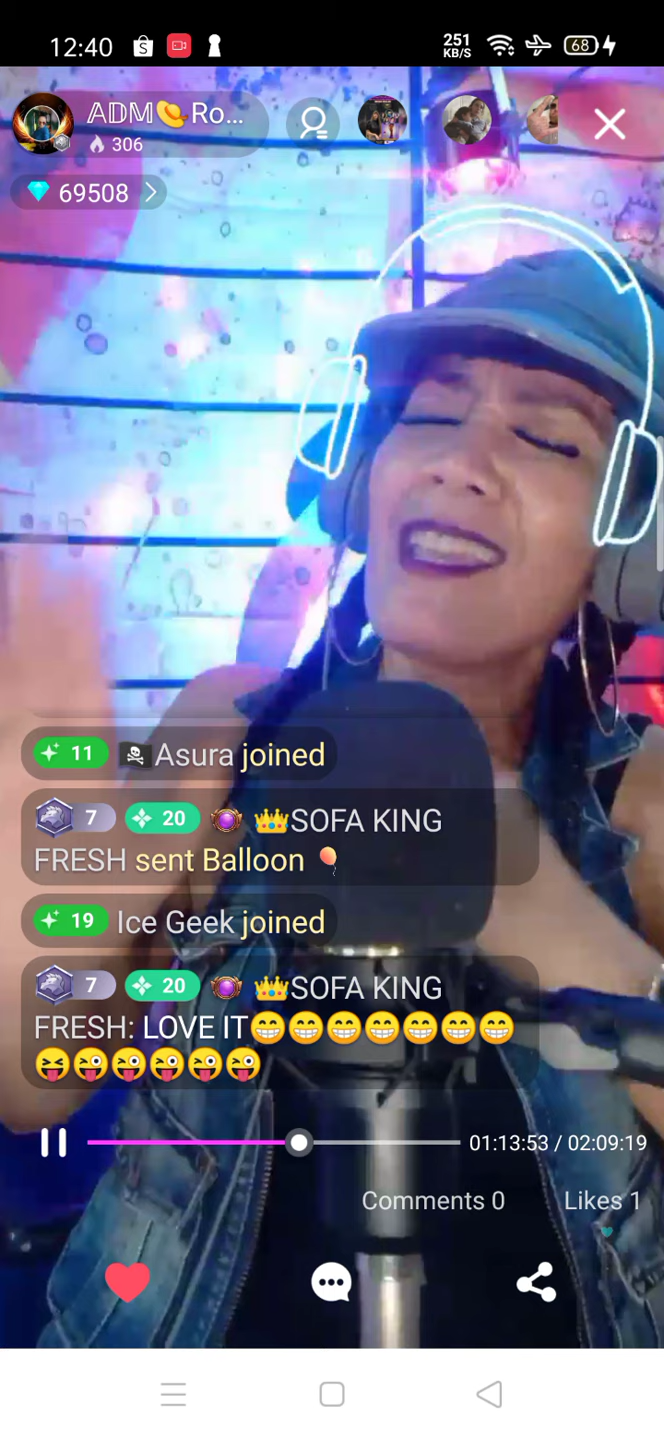 12:40
251
KB/S
68
𝔸𝔻𝕄👒Ro...
306
69508
11 🏴‍☠️Asura joined
7 20 👑SOFA KING
FRESH sent Balloon 🎈
19 Ice Geek joined
7 20 👑SOFA KING
FRESH: LOVE IT😁😁😁😁😁😁😁
😝😜😜😜😜😜
01:13:53 / 02:09:19
Comments 0 Likes 1